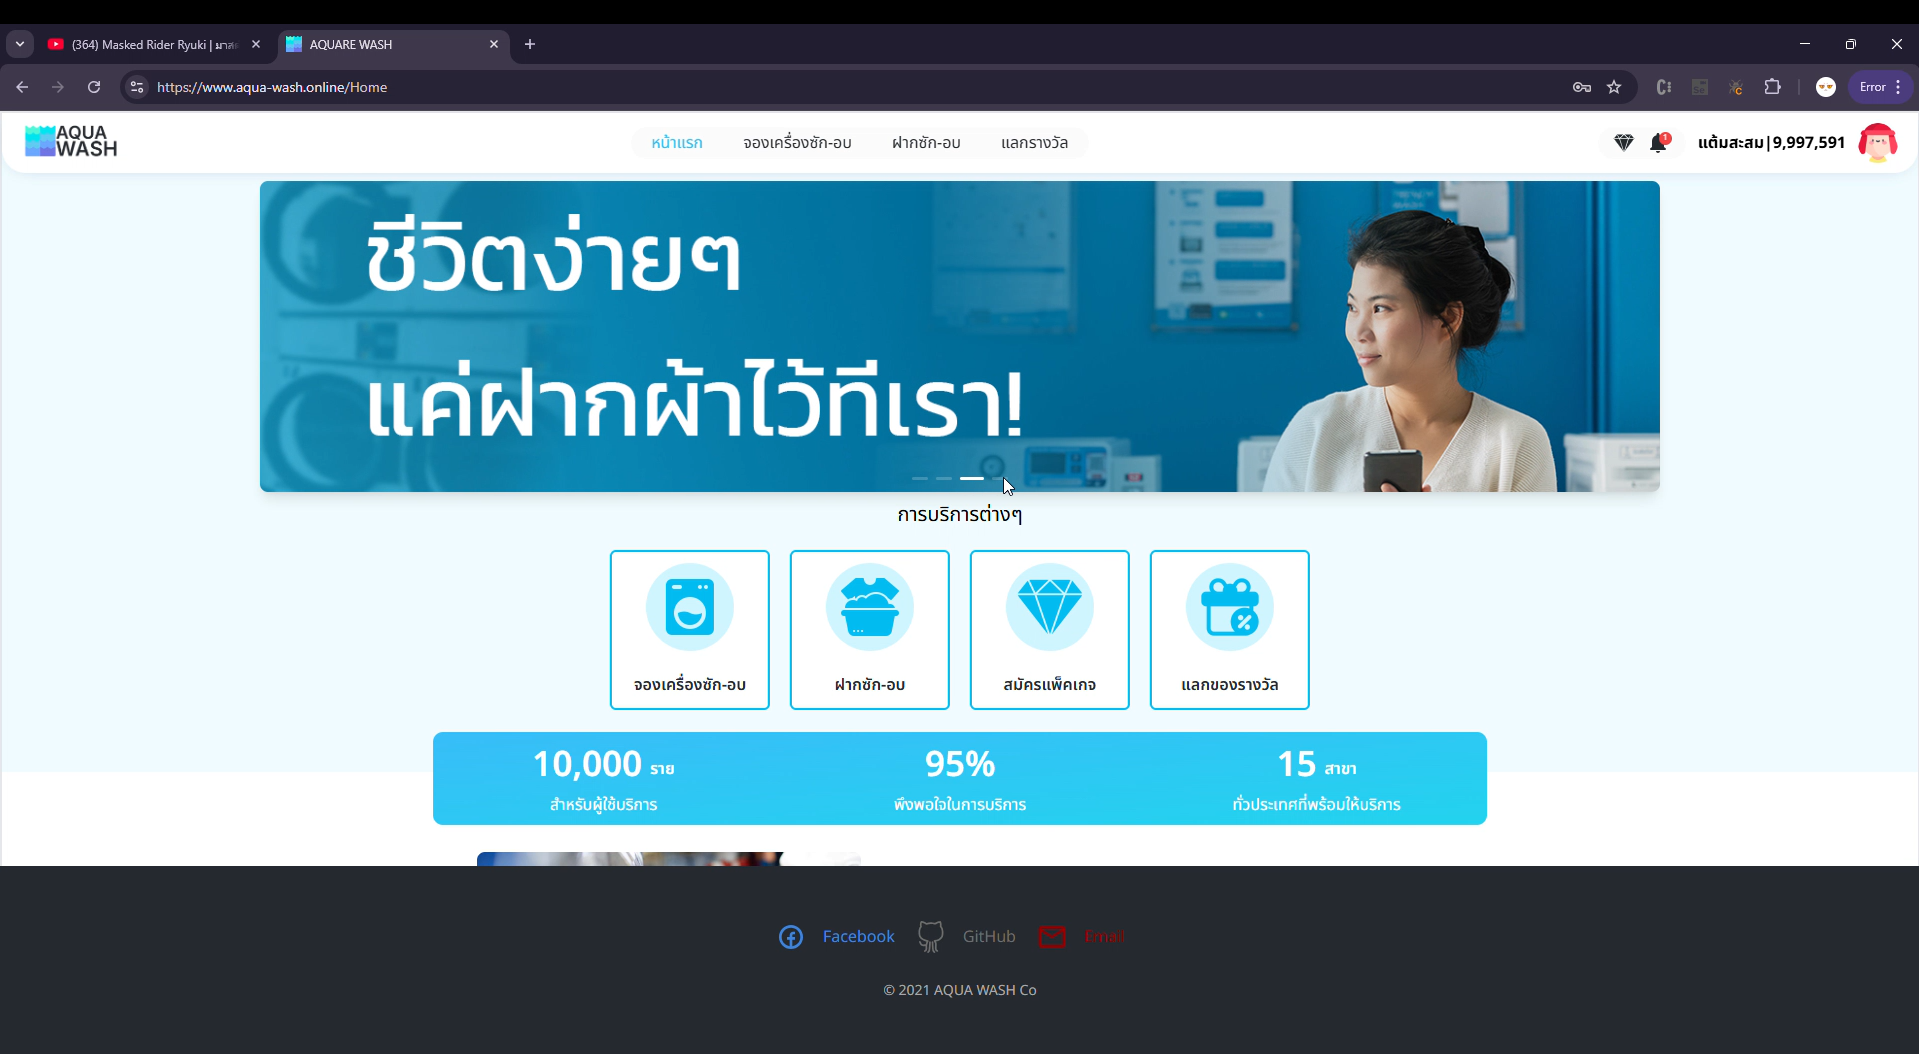 (364) Masked Rider Ryuki | มาสค
AQUARE WASH
https://www.aqua-wash.online/Home
Error
AQUA
WASH
หน้าแรก
จองเครื่องซัก-อบ
ฝากซัก-อบ
แลกรางวัล
1
แต้มสะสม|9,997,591
ชีวิตง่ายๆ
แค่ฝากผ้าไว้ทีเรา!
การบริการต่างๆ
จองเครื่องซัก-อบ
ฝากซัก-อบ
สมัครแพ็คเกจ
แลกของรางวัล
10,000 ราย
สำหรับผู้ใช้บริการ
95%
พึงพอใจในการบริการ
15 สาขา
ทั่วประเทศที่พร้อมให้บริการ
Facebook
GitHub
Email
© 2021 AQUA WASH Co